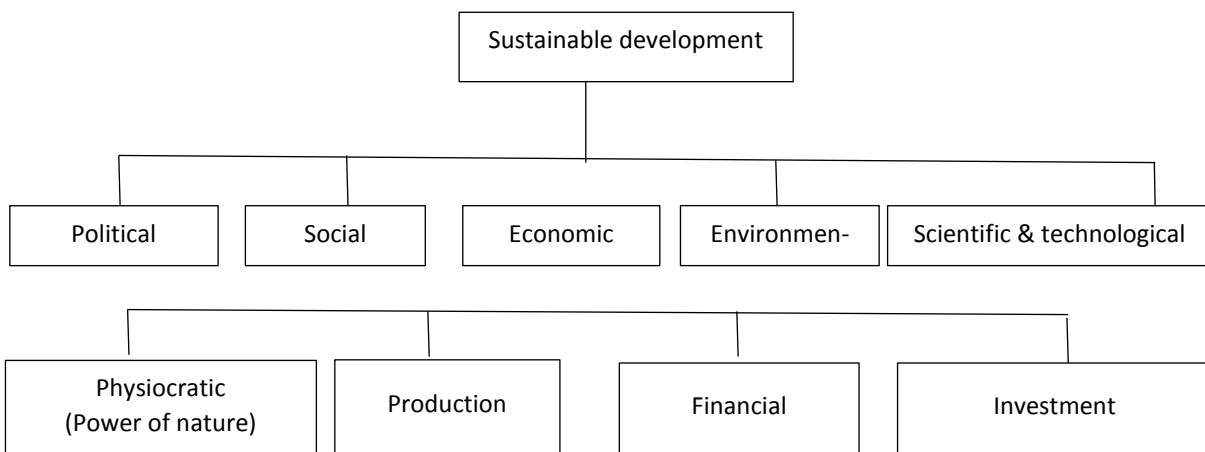 Sustainable development
Political
Social
Economic
Environmen-
Scientific & technological
Physiocratic
(Power of nature)
Production
Financial
Investment